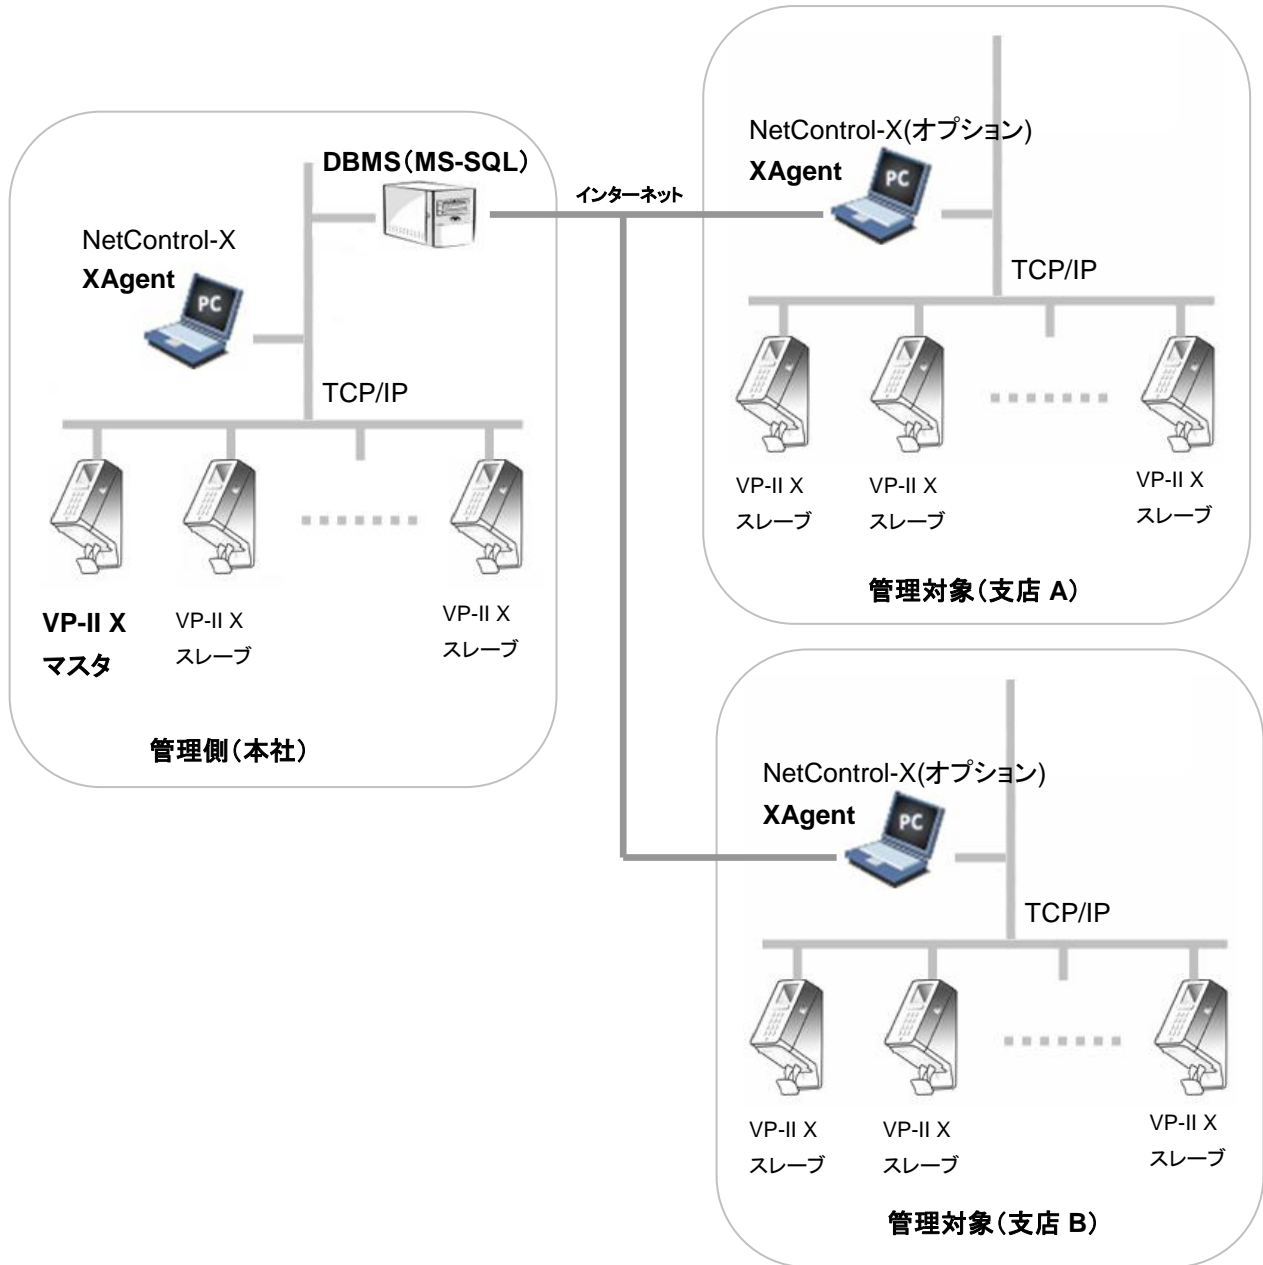 DBMS（MS-SQL）
NetControl-X
XAgent
PC
TCP/IP
VP-II X
マスタ
VP-II X
スレーブ
VP-II X
スレーブ
管理側（本社）
インターネット
NetControl-X(オプション)
XAgent
PC
TCP/IP
VP-II X
スレーブ
VP-II X
スレーブ
VP-II X
スレーブ
管理対象（支店 A）
NetControl-X(オプション)
XAgent
PC
TCP/IP
VP-II X
スレーブ
VP-II X
スレーブ
VP-II X
スレーブ
管理対象（支店 B）